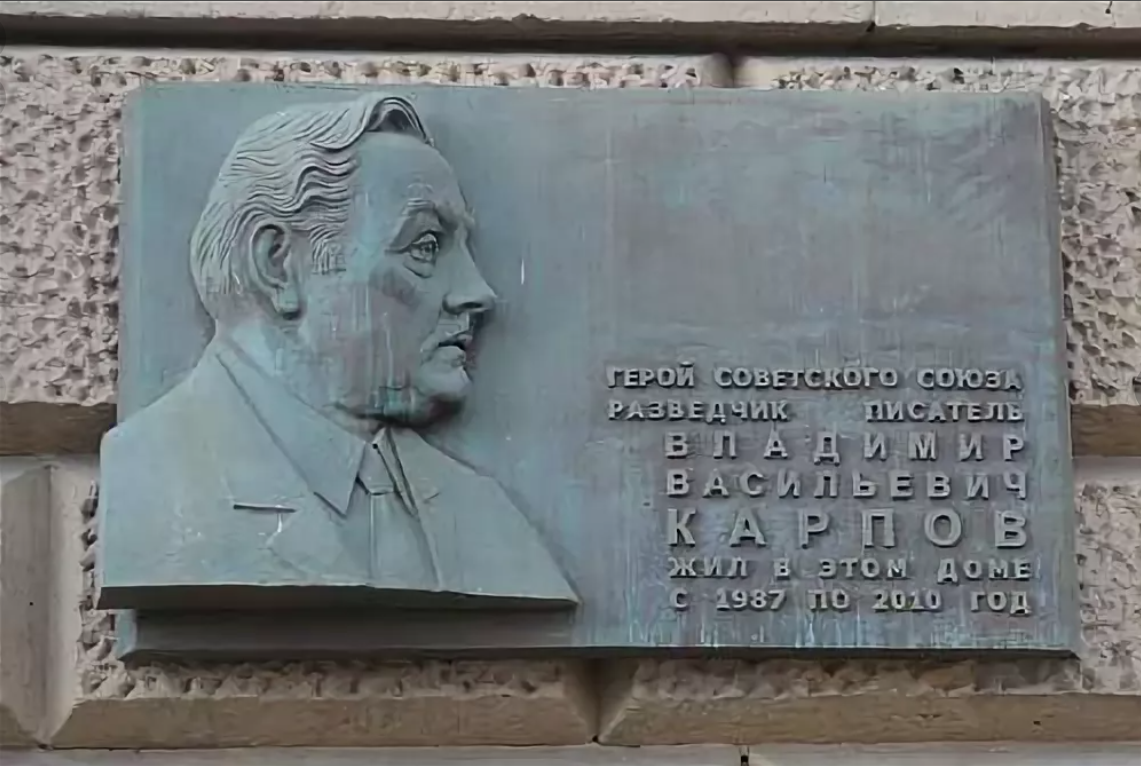 ГЕРОЙ СОВЕТСКОГО СОЮЗА
РАЗВЕДЧИК ПИСАТЕЛЬ
ВЛАДИМИР
ВАСИЛЬЕВИЧ
КАРПОВ
ЖИЛ В ЭТОМ ДОМЕ
С 1987 ПО 2010 ГОД